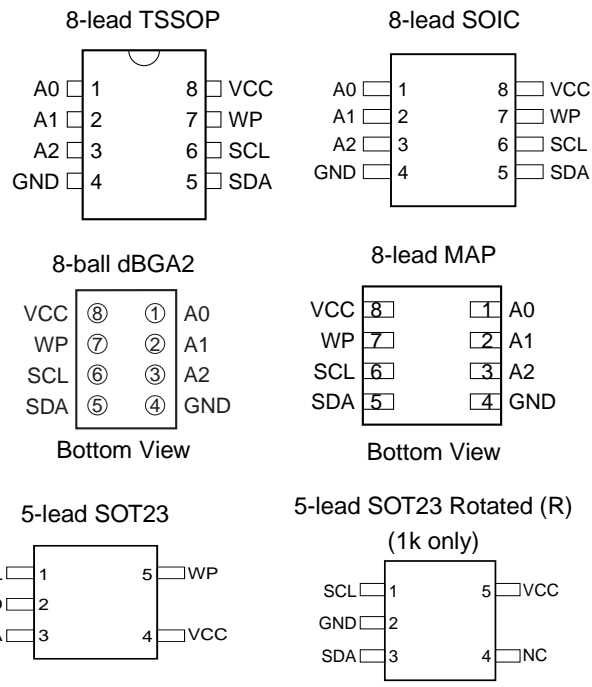 8-lead TSSOP
A0 1 8 VCC
A1 2 7 WP
A2 3 6 SCL
GND 4 5 SDA
8-lead SOIC
A0 1 8 VCC
A1 2 7 WP
A2 3 6 SCL
GND 4 5 SDA
8-ball dBGA2
VCC 8 1 A0
WP 7 2 A1
SCL 6 3 A2
SDA 5 4 GND
Bottom View
8-lead MAP
VCC 8 1 A0
WP 7 2 A1
SCL 6 3 A2
SDA 5 4 GND
Bottom View
5-lead SOT23
1 5 WP
2
3 4 VCC
5-lead SOT23 Rotated (R)
(1k only)
SCL 1 5 VCC
GND 2
SDA 3 4 NC